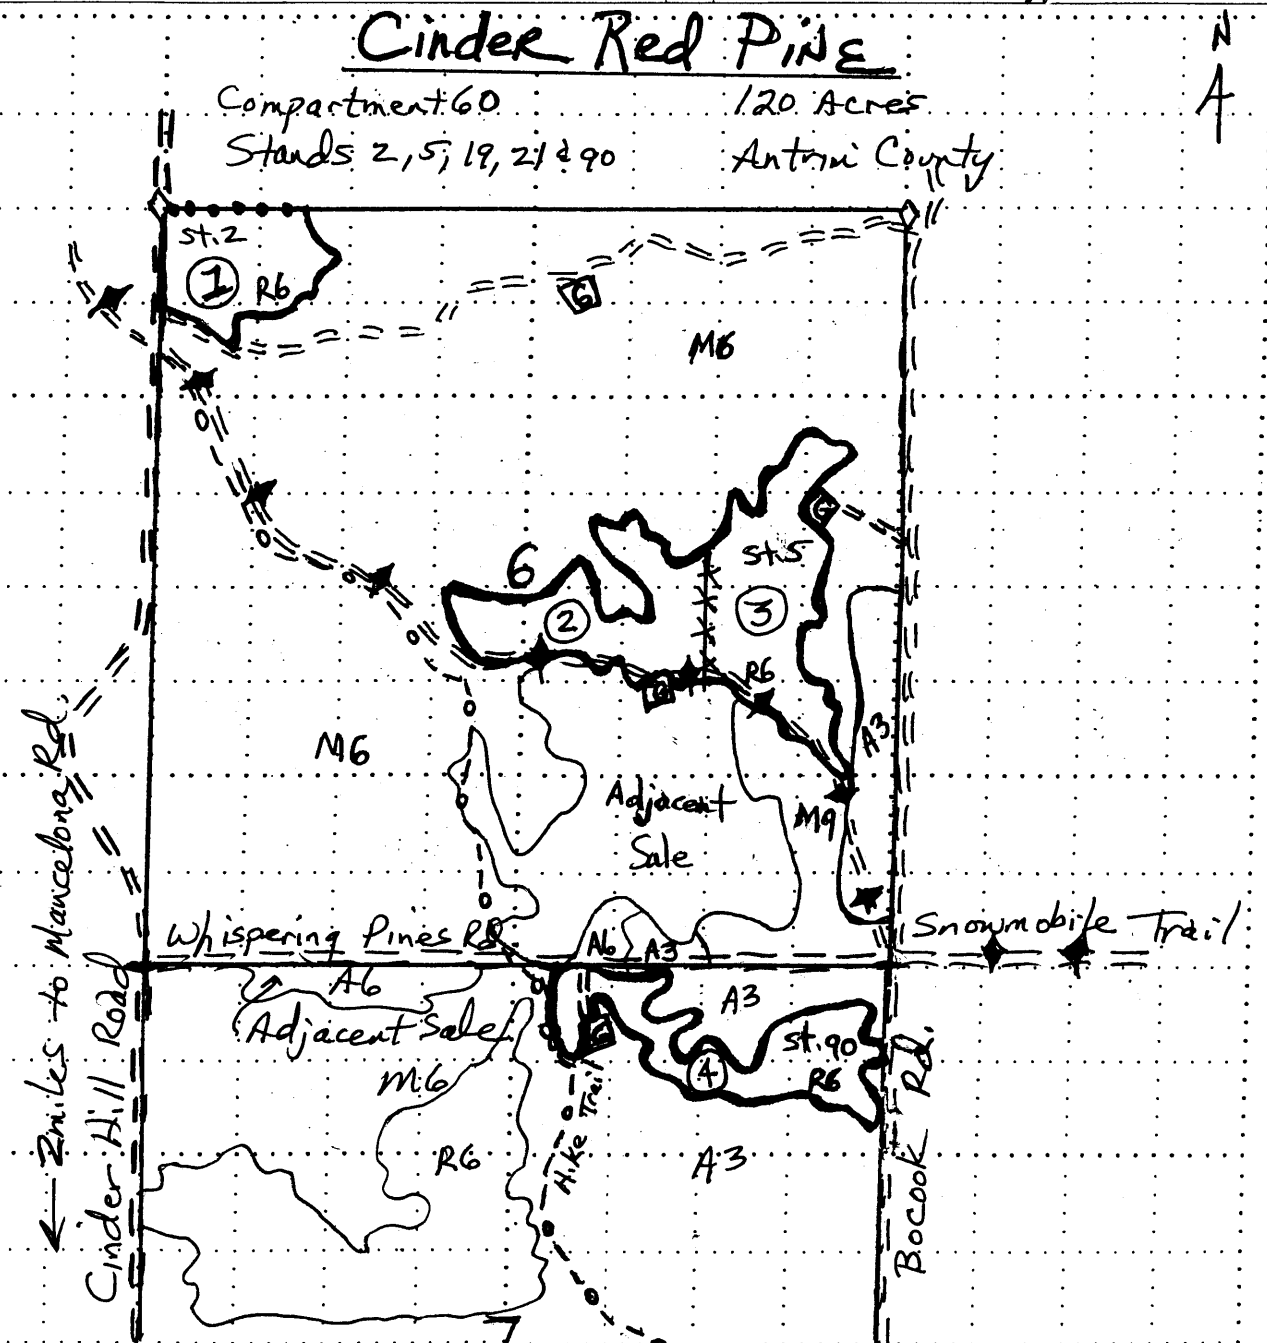 Cinder Red Pine
N
Compartment 60
120 Acres
Stands 2, 5, 19, 21 & 90
Antrim County
st.2
1
R6
G
M6
6
G
st.5
2
3
R6
G
A3
M6
Adjacent
Sale
M9
2 miles to Mancelona Rd.
Whispering Pines Rd
A6
A3
Snowmobile Trail
A6
Adjacent Sale
A3
G
st.90
4
R6
M6
Hike Trail
R6
A3
Cinder Hill Road
Bocook Rd.
7